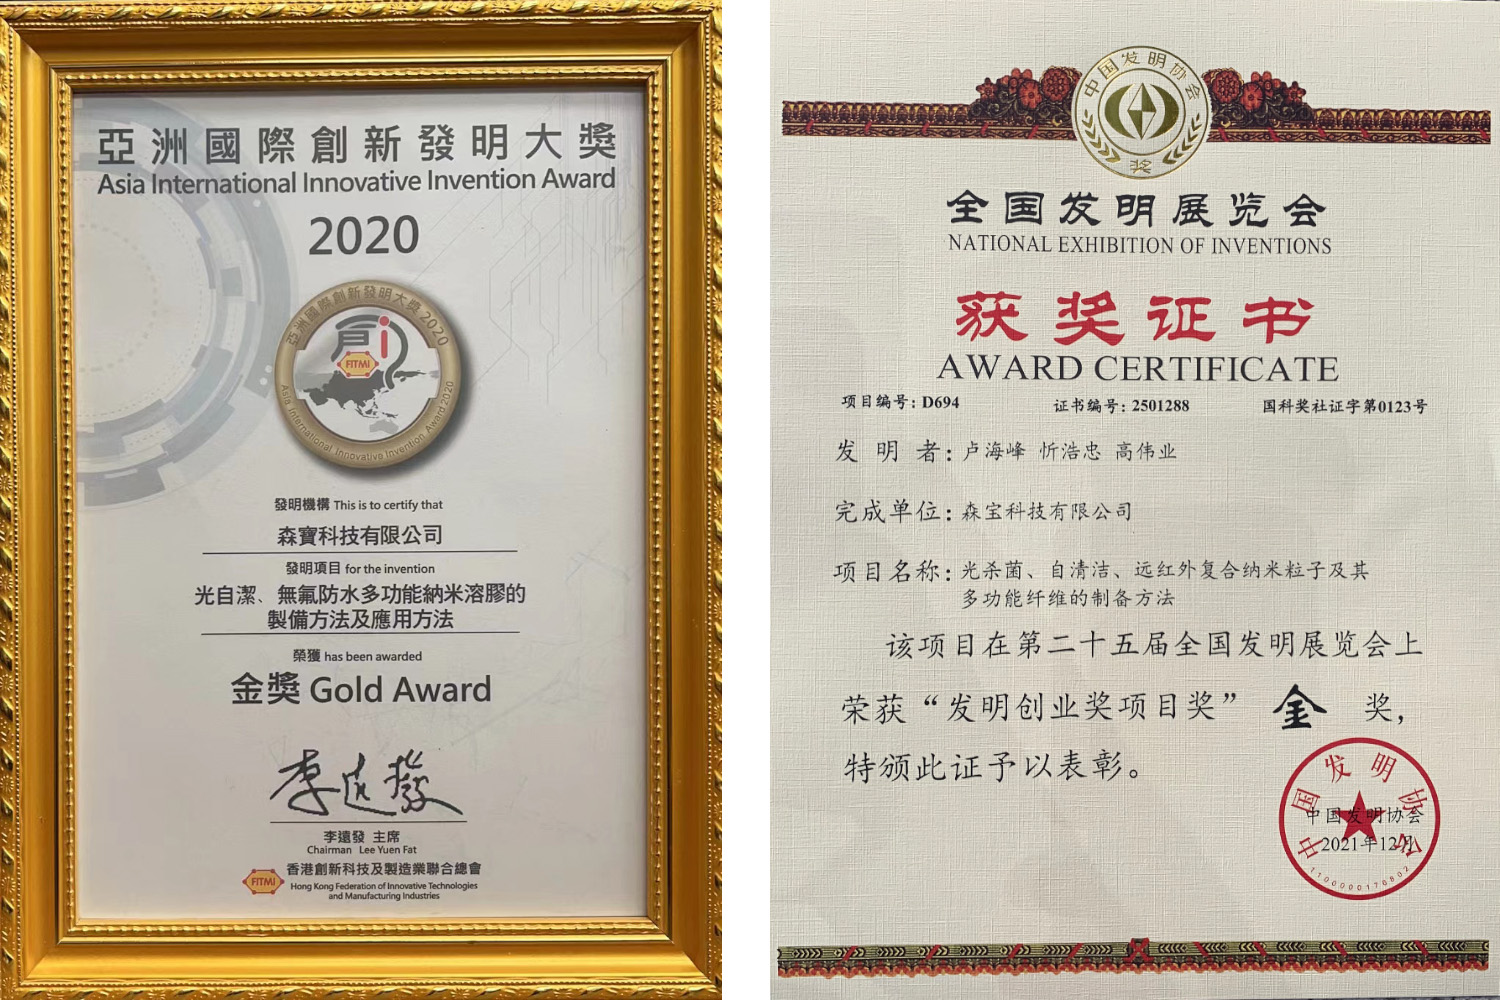 亞洲國際創新發明大獎
Asia International Innovative Invention Award
2020
亞洲國際創新發明大獎2020
FITMI
Asia International Innovative Invention Award 2020
發明機構 This is to certify that
森寶科技有限公司
發明項目 for the invention
光自潔、無氟防水多功能納米溶膠的
製備方法及應用方法
榮獲 has been awarded
金獎 Gold Award
李遠發
李遠發 主席
Chairman Lee Yuen Fat
FITMI
香港創新科技及製造業聯合總會
Hong Kong Federation of Innovative Technologies
and Manufacturing Industries
中国发明协会
奖
全国发明展览会
NATIONAL EXHIBITION OF INVENTIONS
获奖证书
AWARD CERTIFICATE
项目编号: D694 证书编号: 2501288 国科奖社证字第0123号
发明者: 卢海峰 忻浩忠 高伟业
完成单位: 森宝科技有限公司
项目名称: 光杀菌、自清洁、远红外复合纳米粒子及其
多功能纤维的制备方法
该项目在第二十五届全国发明展览会上
荣获“发明创业奖项目奖” 金 奖，
特颁此证予以表彰。
中国发明协会
中国发明协会
2021年12月